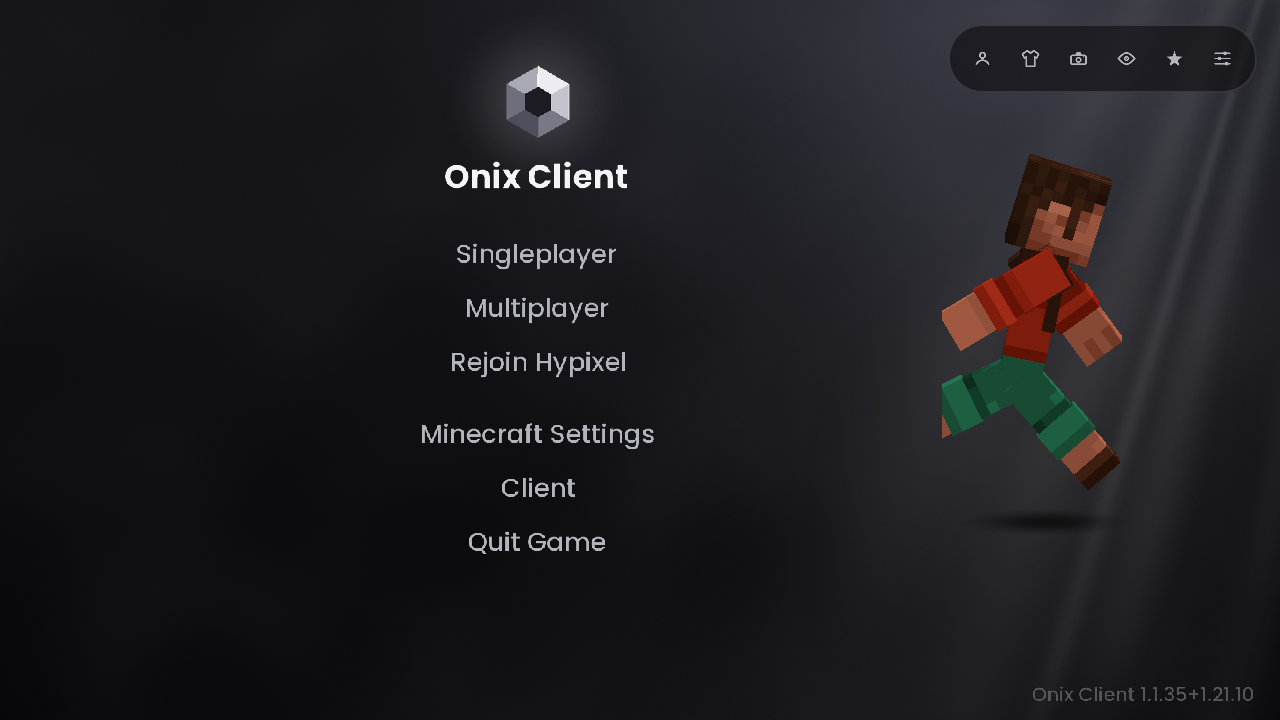 Onix Client
Singleplayer
Multiplayer
Rejoin Hypixel
Minecraft Settings
Client
Quit Game
Onix Client 1.1.35+1.21.10